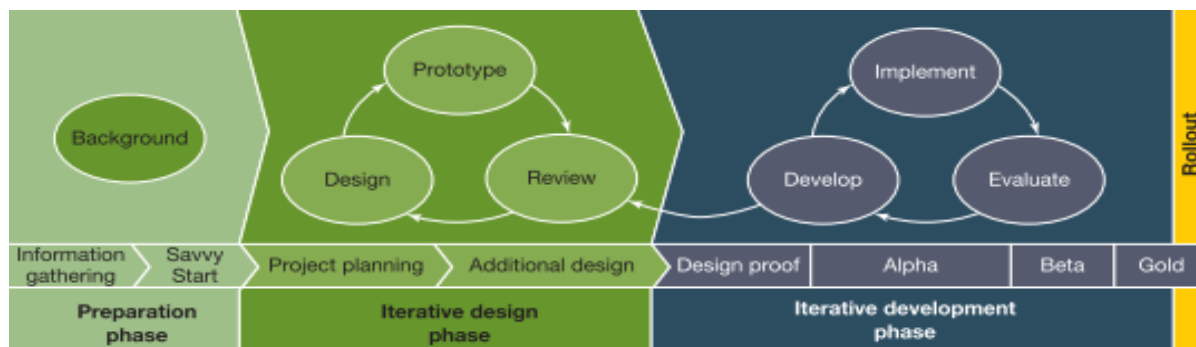 Prototype
Implement
Background
Design
Review
Develop
Evaluate
Rollout
Information
gathering
Savvy
Start
Project planning
Additional design
Design proof
Alpha
Beta
Gold
Preparation
phase
Iterative design
phase
Iterative development
phase